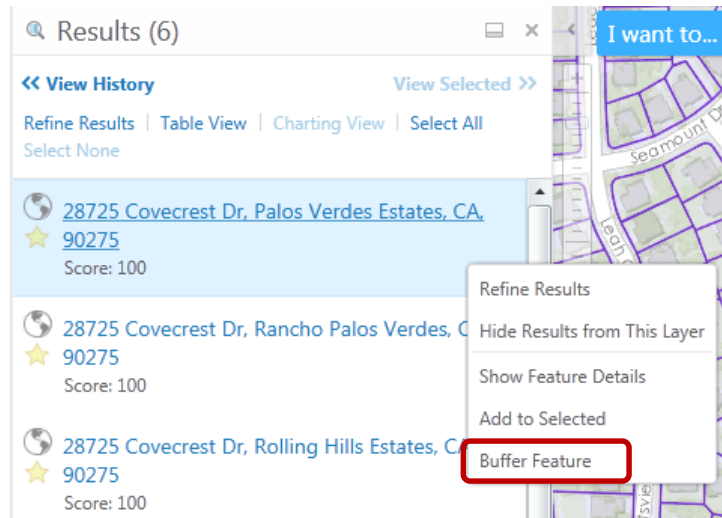 Results (6)
I want to...
View History
View Selected
Refine Results | Table View | Charting View | Select All
Select None
28725 Covecrest Dr, Palos Verdes Estates, CA,
90275
Score: 100
28725 Covecrest Dr, Rancho Palos Verdes,
90275
Score: 100
28725 Covecrest Dr, Rolling Hills Estates,
90275
Score: 100
Refine Results
Hide Results from This Layer
Show Feature Details
Add to Selected
Buffer Feature
Seamount
Leah